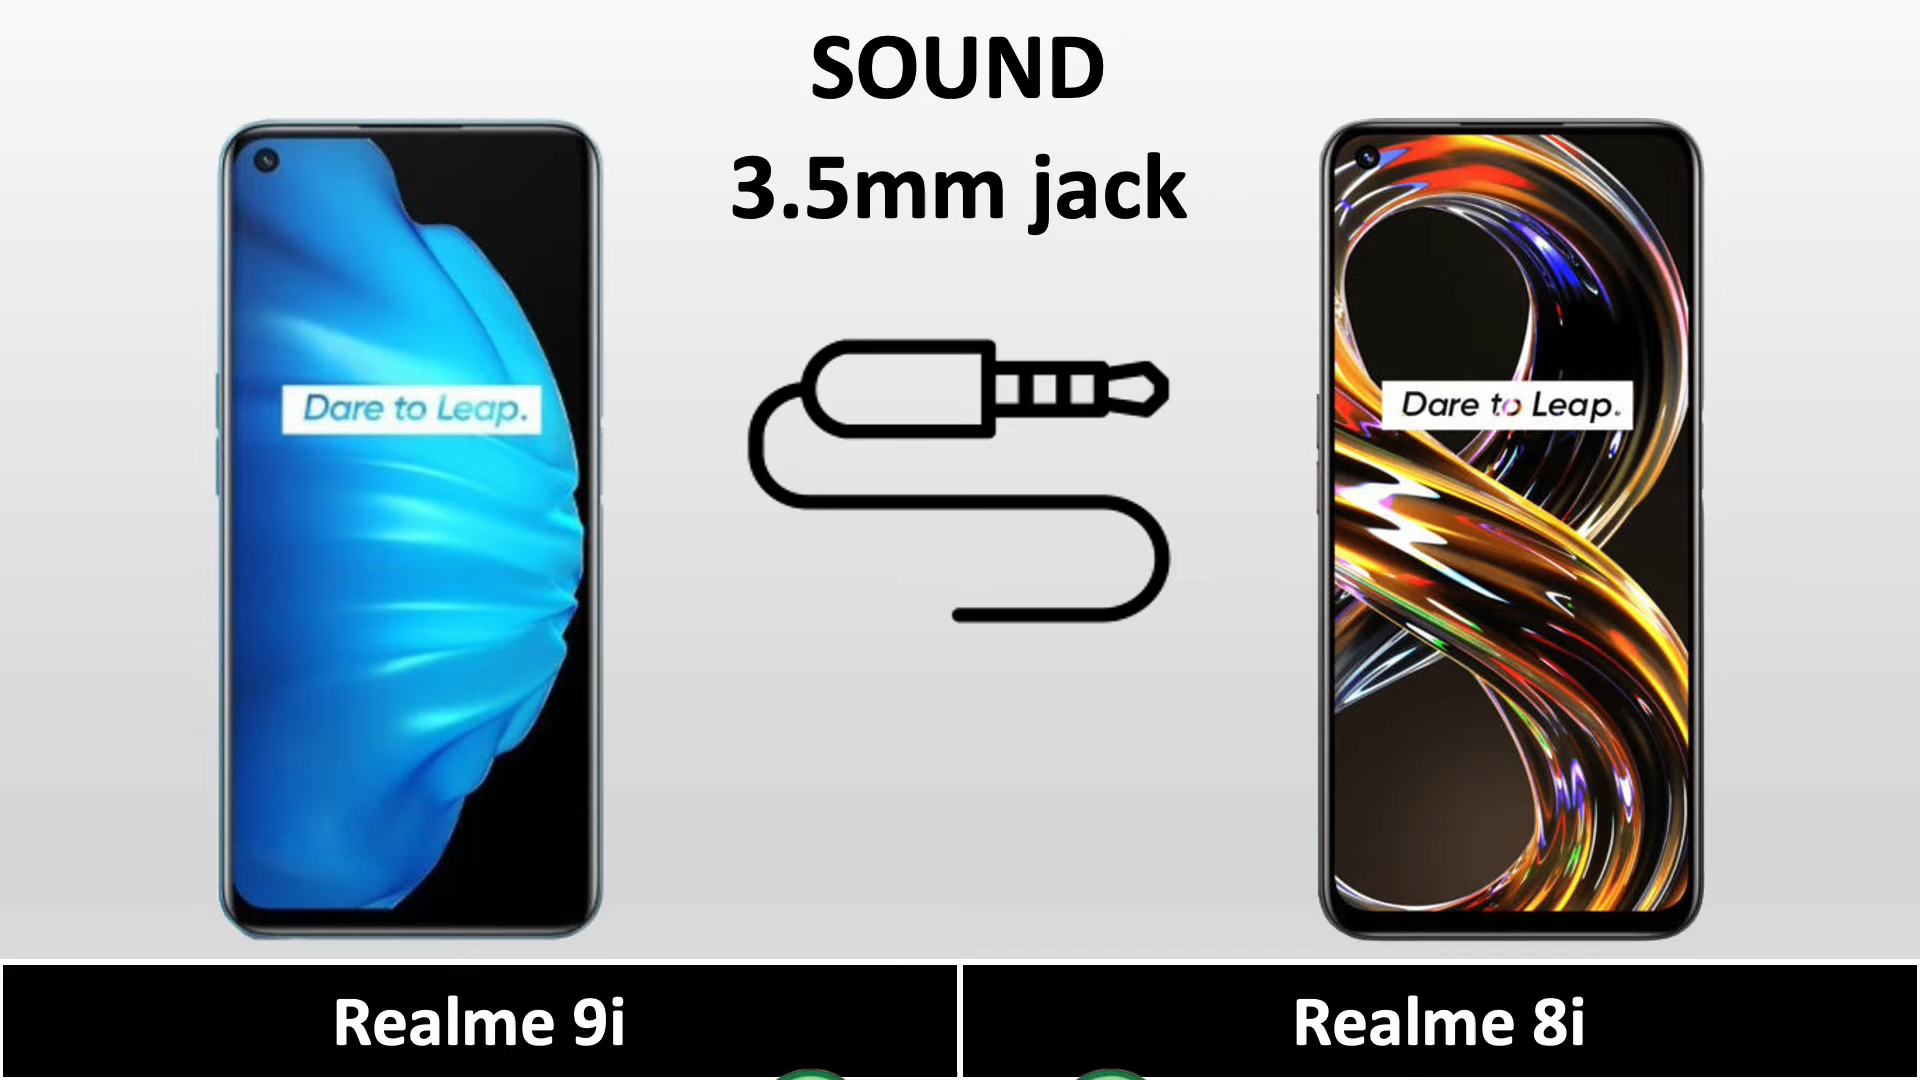 SOUND
3.5mm jack
Dare to Leap.
Dare to Leap.
Realme 9i
Realme 8i